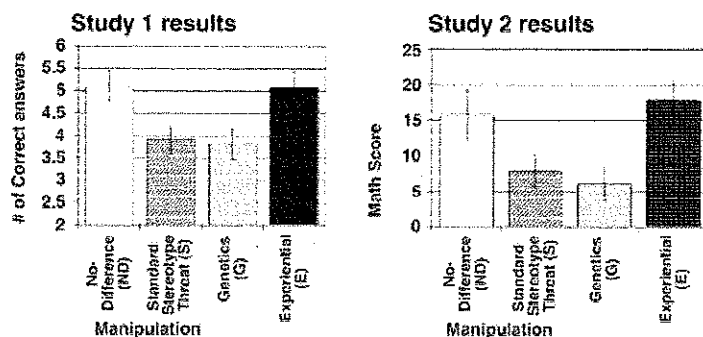 Study 1 results
# of Correct answers
6
5.5
5
4.5
4
3.5
3
2.5
2
No-
Difference
(ND)
Standard
Stereotype
Threat (S)
Genetics
(G)
Experiential
(E)
Manipulation
Study 2 results
Math Score
25
20
15
10
5
0
No-
Difference
(ND)
Standard
Stereotype
Threat (S)
Genetics
(G)
Experiential
(E)
Manipulation